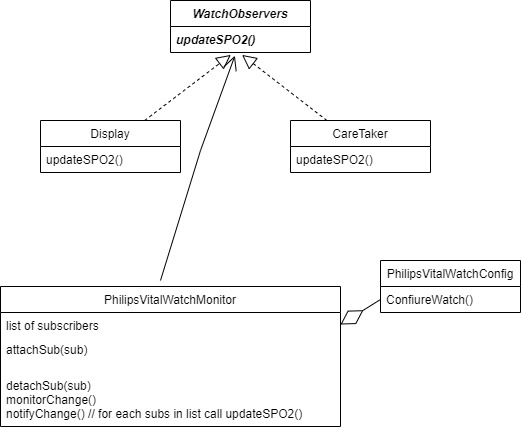 WatchObservers
updateSPO2()
Display
updateSPO2()
CareTaker
updateSPO2()
PhilipsVitalWatchConfig
ConfiureWatch()
PhilipsVitalWatchMonitor
list of subscribers
attachSub(sub)
detachSub(sub)
monitorChange()
notifyChange() // for each subs in list call updateSPO2()